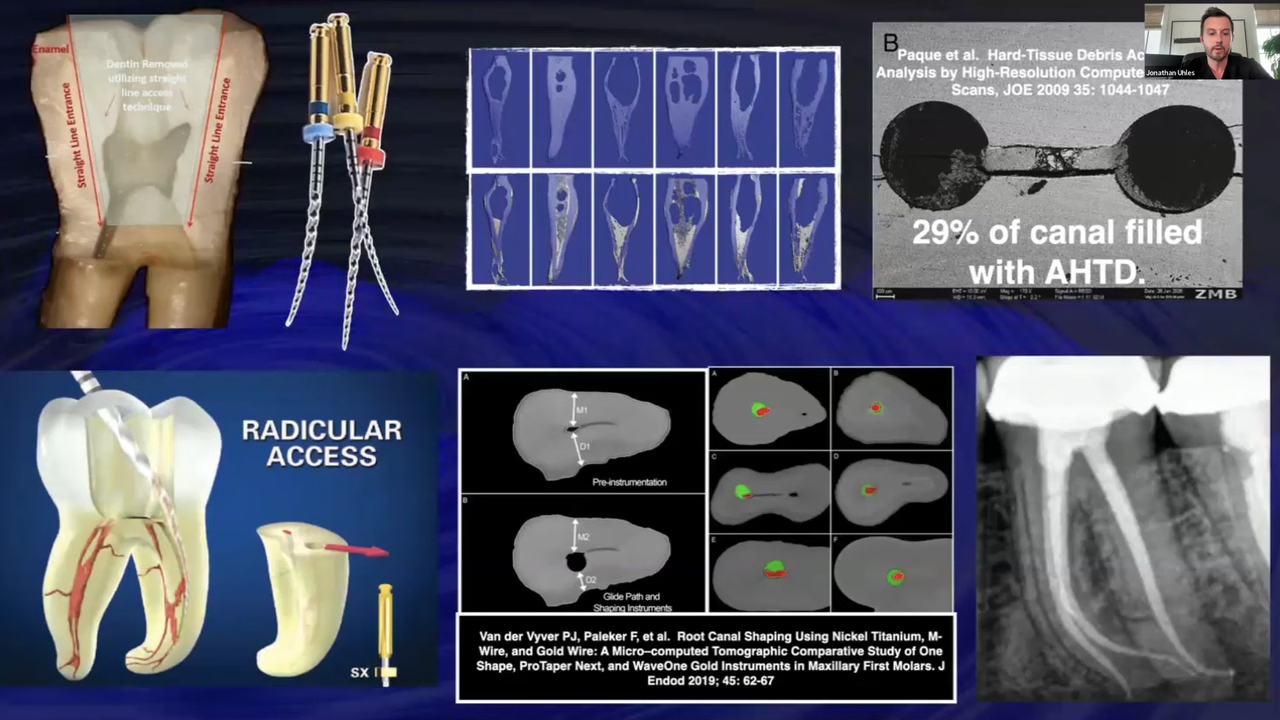 Enamel
Dentin Removed
utilizing straight
line access
technique
Straight Line Entrance
Straight Line Entrance
B
Paque et al. Hard-Tissue Debris Ac
Analysis by High-Resolution Compute
Scans, JOE 2009 35: 1044-1047
29% of canal filled
with AHTD.
ZMB
Jonathan Uhles
RADICULAR
ACCESS
SX
A
M1
D1
Pre-instrumentation
B
M2
D2
Glide Path and
Shaping Instruments
A
B
C
D
E
F
Van der Vyver PJ, Paleker F, et al. Root Canal Shaping Using Nickel Titanium, M-
Wire, and Gold Wire: A Micro–computed Tomographic Comparative Study of One
Shape, ProTaper Next, and WaveOne Gold Instruments in Maxillary First Molars. J
Endod 2019; 45: 62-67